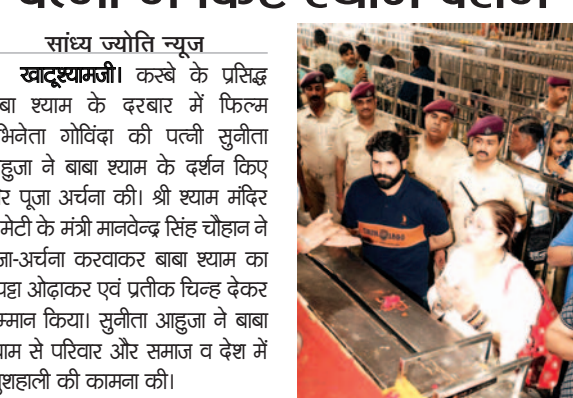 सांध्य ज्योति न्यूज
खाटूश्यामजी। कस्बे के प्रसिद्ध
बा श्याम के दरबार में फिल्म
भिनेता गोविंदा की पत्नी सुनीता
हुजा ने बाबा श्याम के दर्शन किए
र पूजा अर्चना की। श्री श्याम मंदिर
मेटी के मंत्री मानवेन्द्र सिंह चौहान ने
जा-अर्चना करवाकर बाबा श्याम का
पट्टा ओढ़ाकर एवं प्रतीक चिन्ह देकर
म्मान किया। सुनीता आहुजा ने बाबा
याम से परिवार और समाज व देश में
ुशहाली की कामना की।